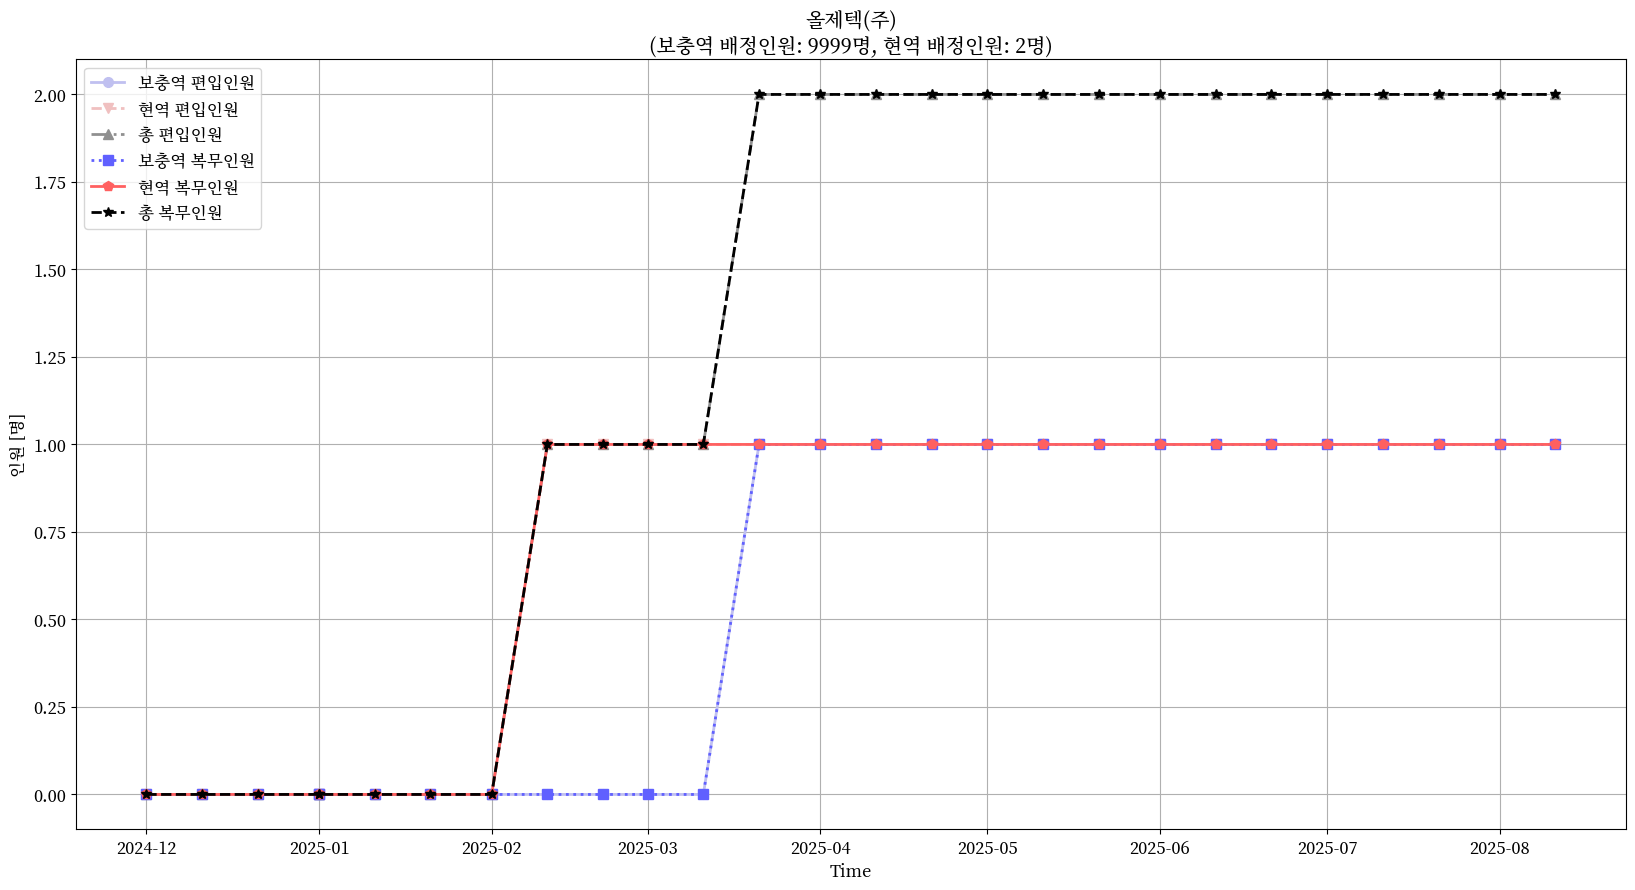 올제텍(주)
(보충역 배정인원: 9999명, 현역 배정인원: 2명)
보충역 편입인원
현역 편입인원
총 편입인원
보충역 복무인원
현역 복무인원
총 복무인원
인원 [명]
2.00
1.75
1.50
1.25
1.00
0.75
0.50
0.25
0.00
2024-12 2025-01 2025-02 2025-03 2025-04 2025-05 2025-06 2025-07 2025-08
Time